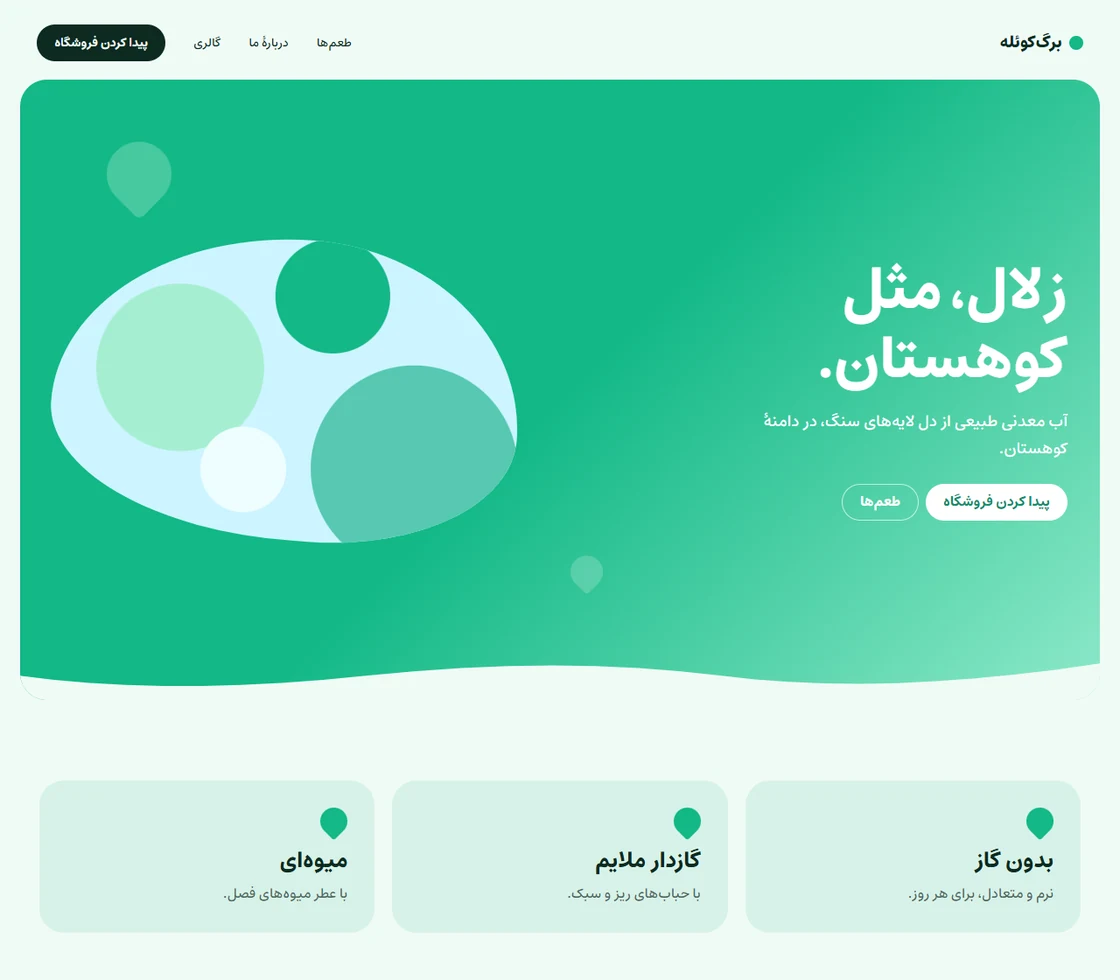 برگ‌کوئله
طعم‌ها
دربارهٔ ما
گالری
پیدا کردن فروشگاه
زلال، مثل
کوهستان.
آب معدنی طبیعی از دل لایه‌های سنگ، در دامنهٔ
کوهستان.
پیدا کردن فروشگاه
طعم‌ها
بدون گاز
نرم و متعادل، برای هر روز.
گازدار ملایم
با حباب‌های ریز و سبک.
میوه‌ای
با عطر میوه‌های فصل.